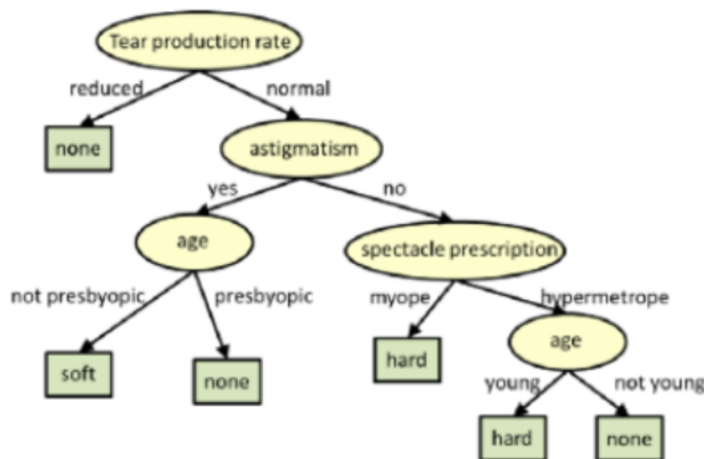 Tear production rate
reduced
normal
none
astigmatism
yes
no
age
spectacle prescription
not presbyopic
presbyopic
myope
hypermetrope
soft
none
hard
age
young
not young
hard
none